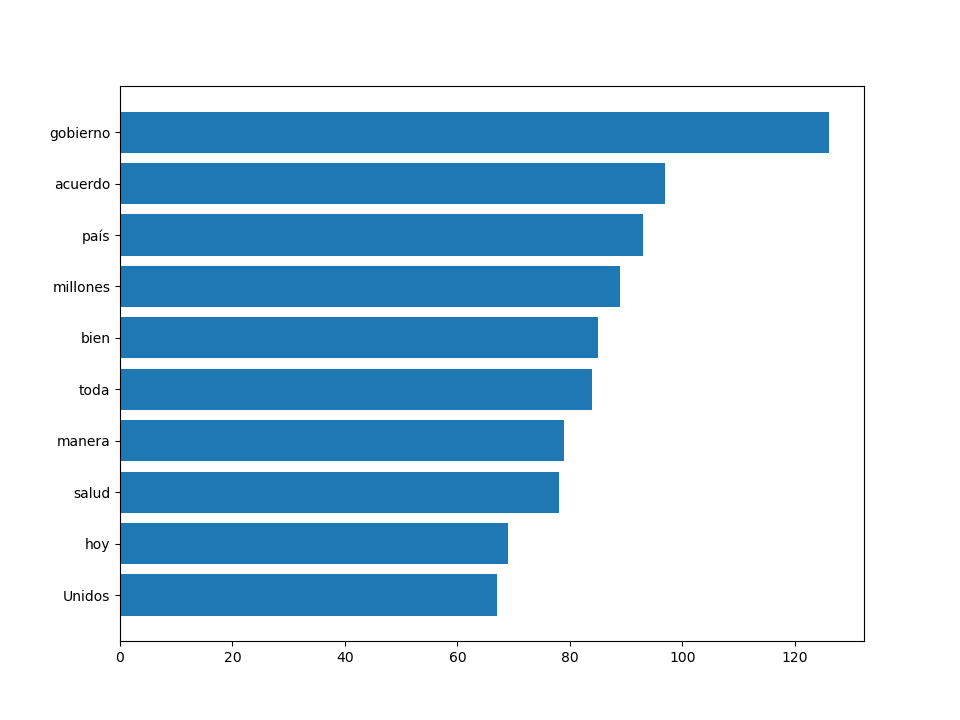 gobierno
acuerdo
país
millones
bien
toda
manera
salud
hoy
Unidos
0 20 40 60 80 100 120